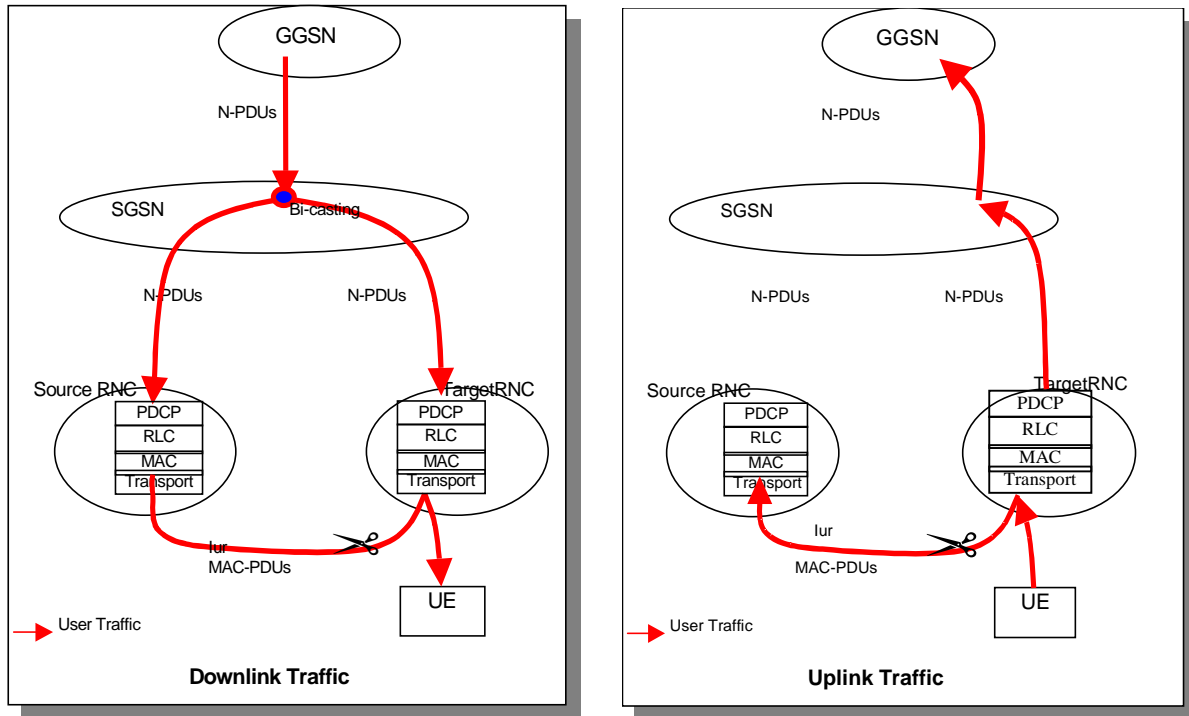 GGSN
N-PDUs
SGSN
Bi-casting
N-PDUs
N-PDUs
Source RNC
TargetRNC
PDCP
RLC
MAC
Transport
PDCP
RLC
MAC
Transport
Iur
MAC-PDUs
UE
User Traffic
Downlink Traffic
GGSN
N-PDUs
SGSN
N-PDUs
N-PDUs
Source RNC
TargetRNC
PDCP
RLC
MAC
Transport
PDCP
RLC
MAC
Transport
Iur
MAC-PDUs
UE
User Traffic
Uplink Traffic